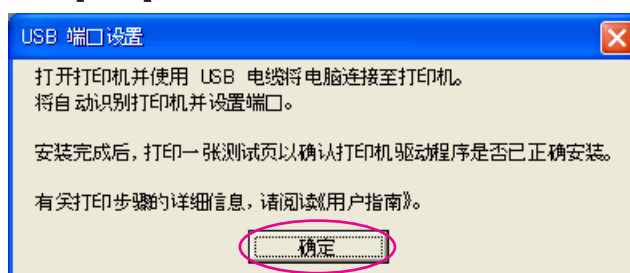 USB 端口设置
打开打印机并使用 USB 电缆将电脑连接至打印机。
将自动识别打印机并设置端口。
安装完成后，打印一张测试页以确认打印机驱动程序是否已正确安装。
有关打印步骤的详细信息，请阅读《用户指南》。
确定